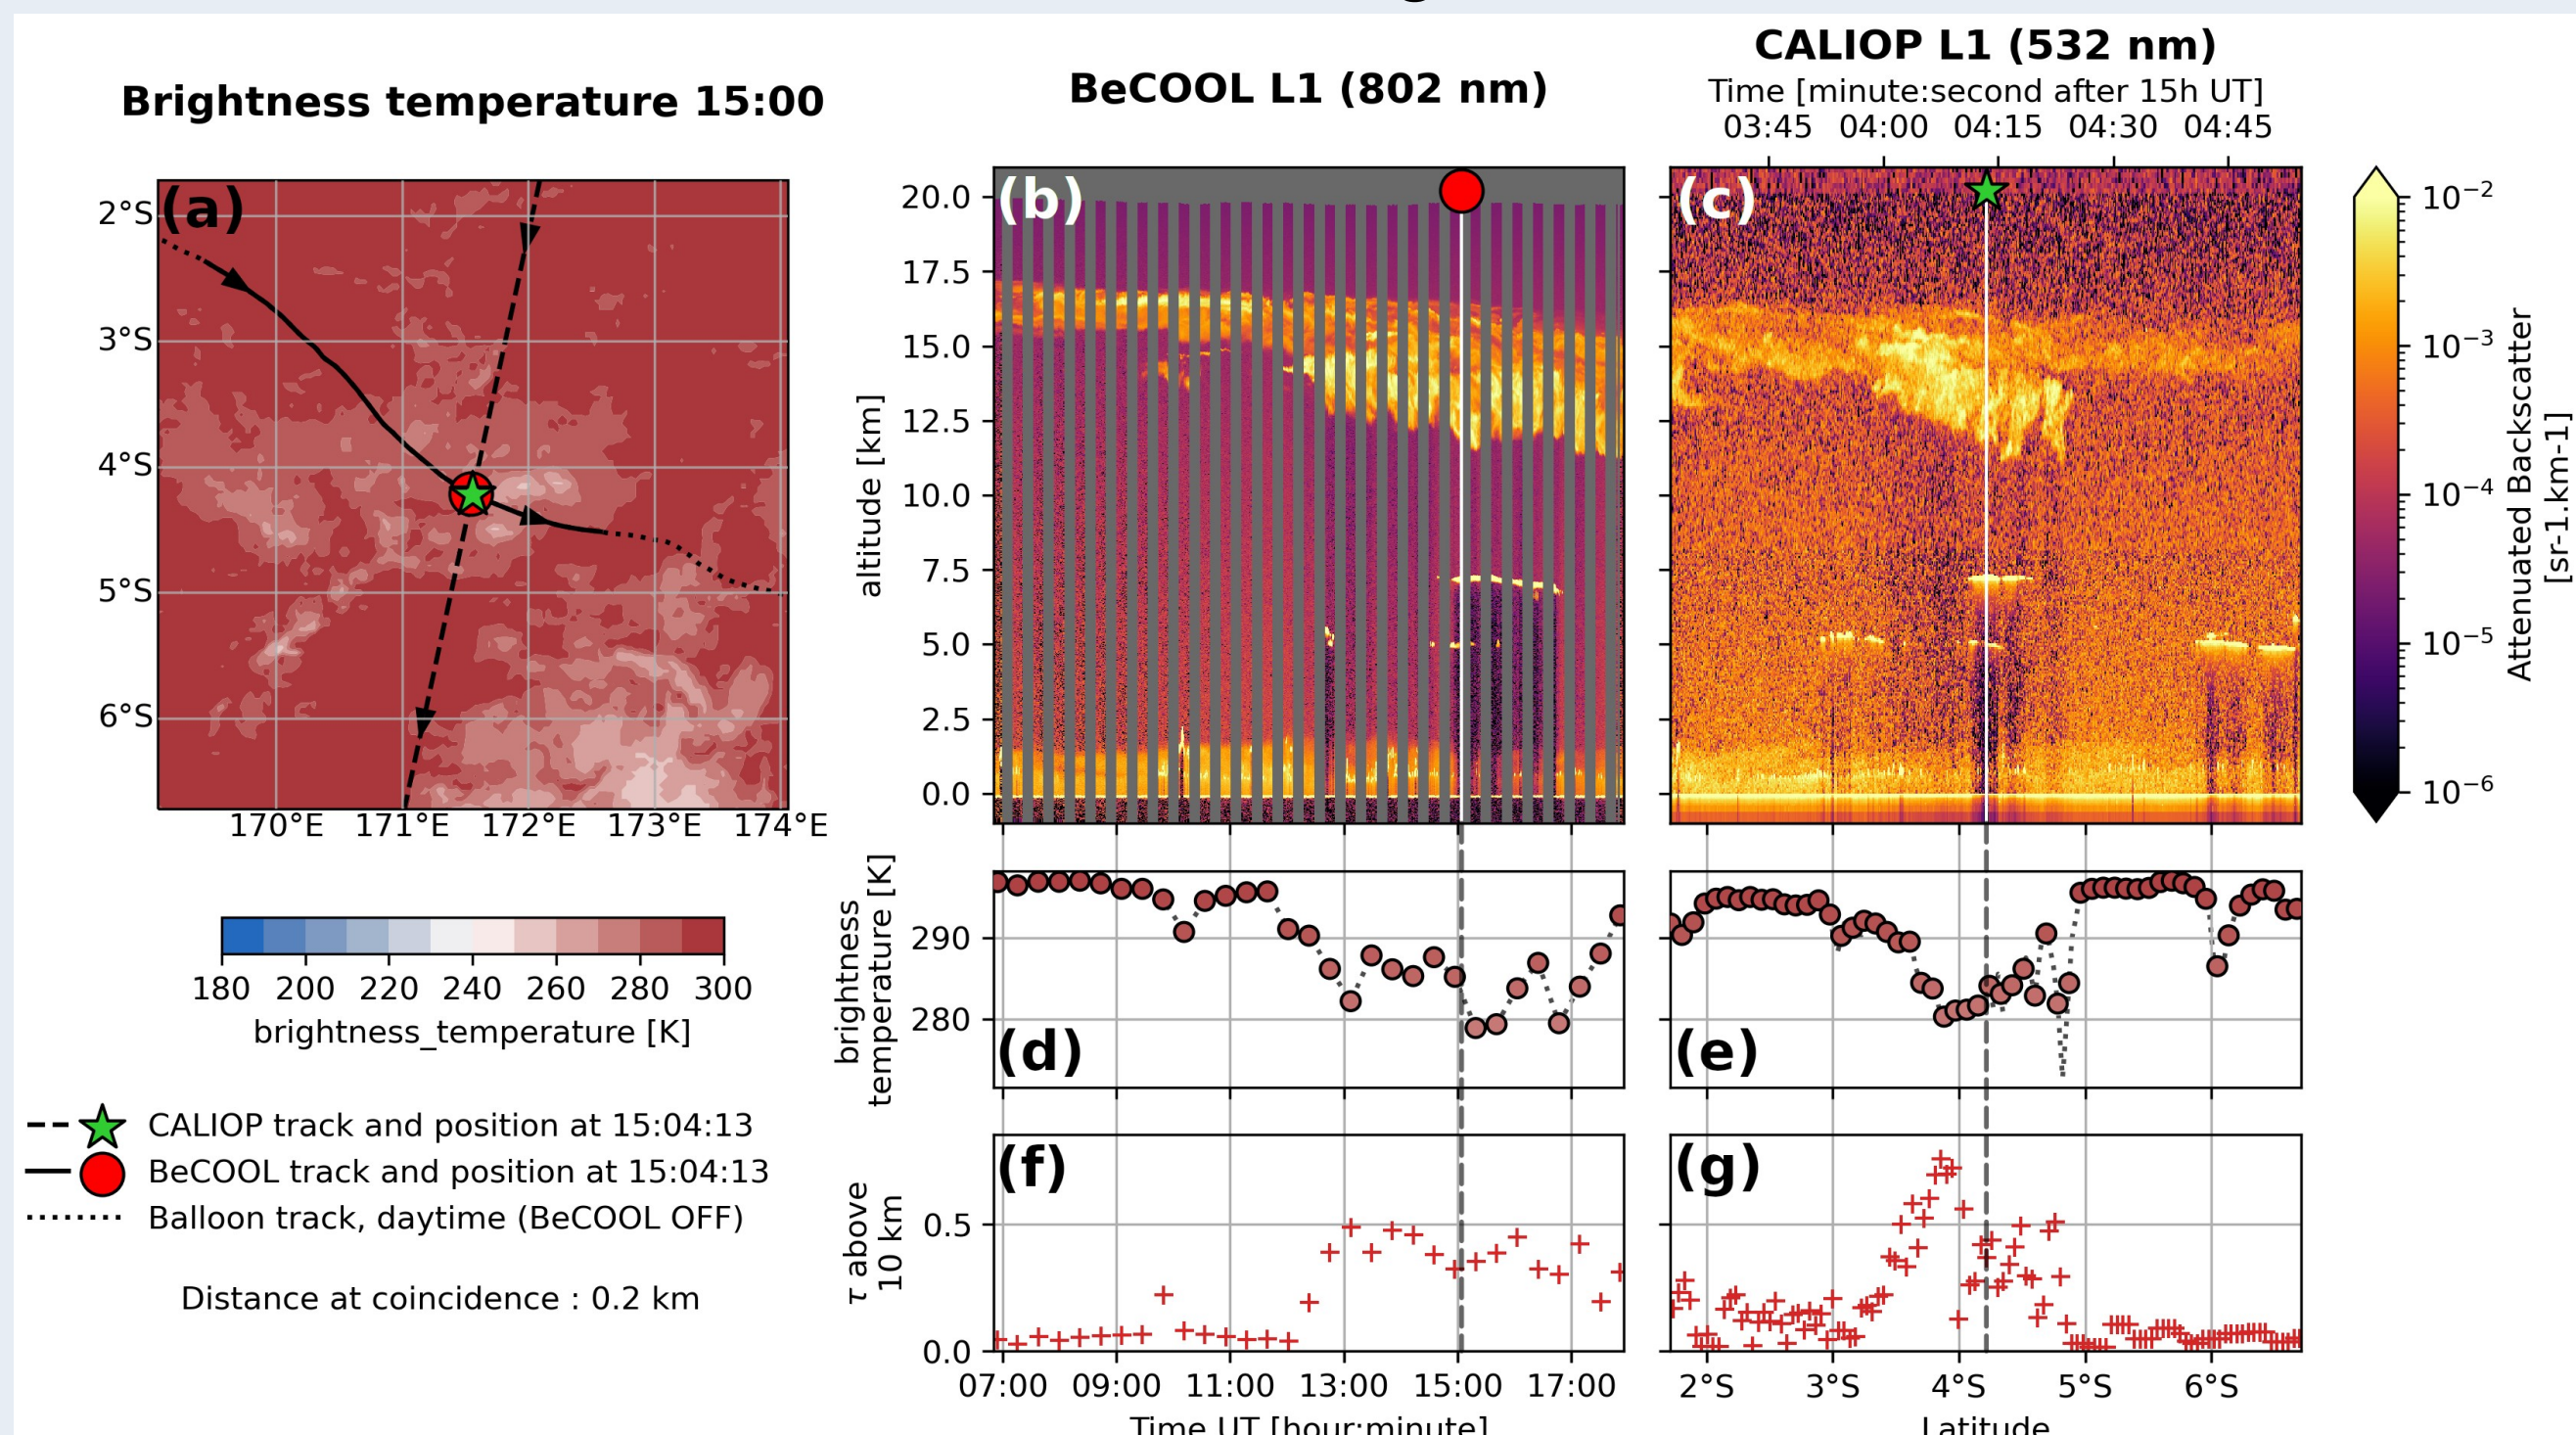 CALIOP L1 (532 nm)
Brightness temperature 15:00
BeCOOL L1 (802 nm)
Time [minute:second after 15h UT]
03:45 04:00 04:15 04:30 04:45
(a)
2°S
3°S
4°S
5°S
6°S
170°E 171°E 172°E 173°E 174°E
(b)
20.0
17.5
15.0
12.5
10.0
7.5
5.0
2.5
0.0
altitude [km]
(c)
10−2
10−3
10−4
10−5
10−6
Attenuated Backscatter
[sr-1.km-1]
180 200 220 240 260 280 300
brightness_temperature [K]
CALIOP track and position at 15:04:13
BeCOOL track and position at 15:04:13
Balloon track, daytime (BeCOOL OFF)
Distance at coincidence : 0.2 km
brightness
temperature [K]
290
280
(d)
(e)
τ above
10 km
0.5
0.0
(f)
(g)
07:00 09:00 11:00 13:00 15:00 17:00
Time UT [hour:minute]
2°S 3°S 4°S 5°S 6°S
Latitude